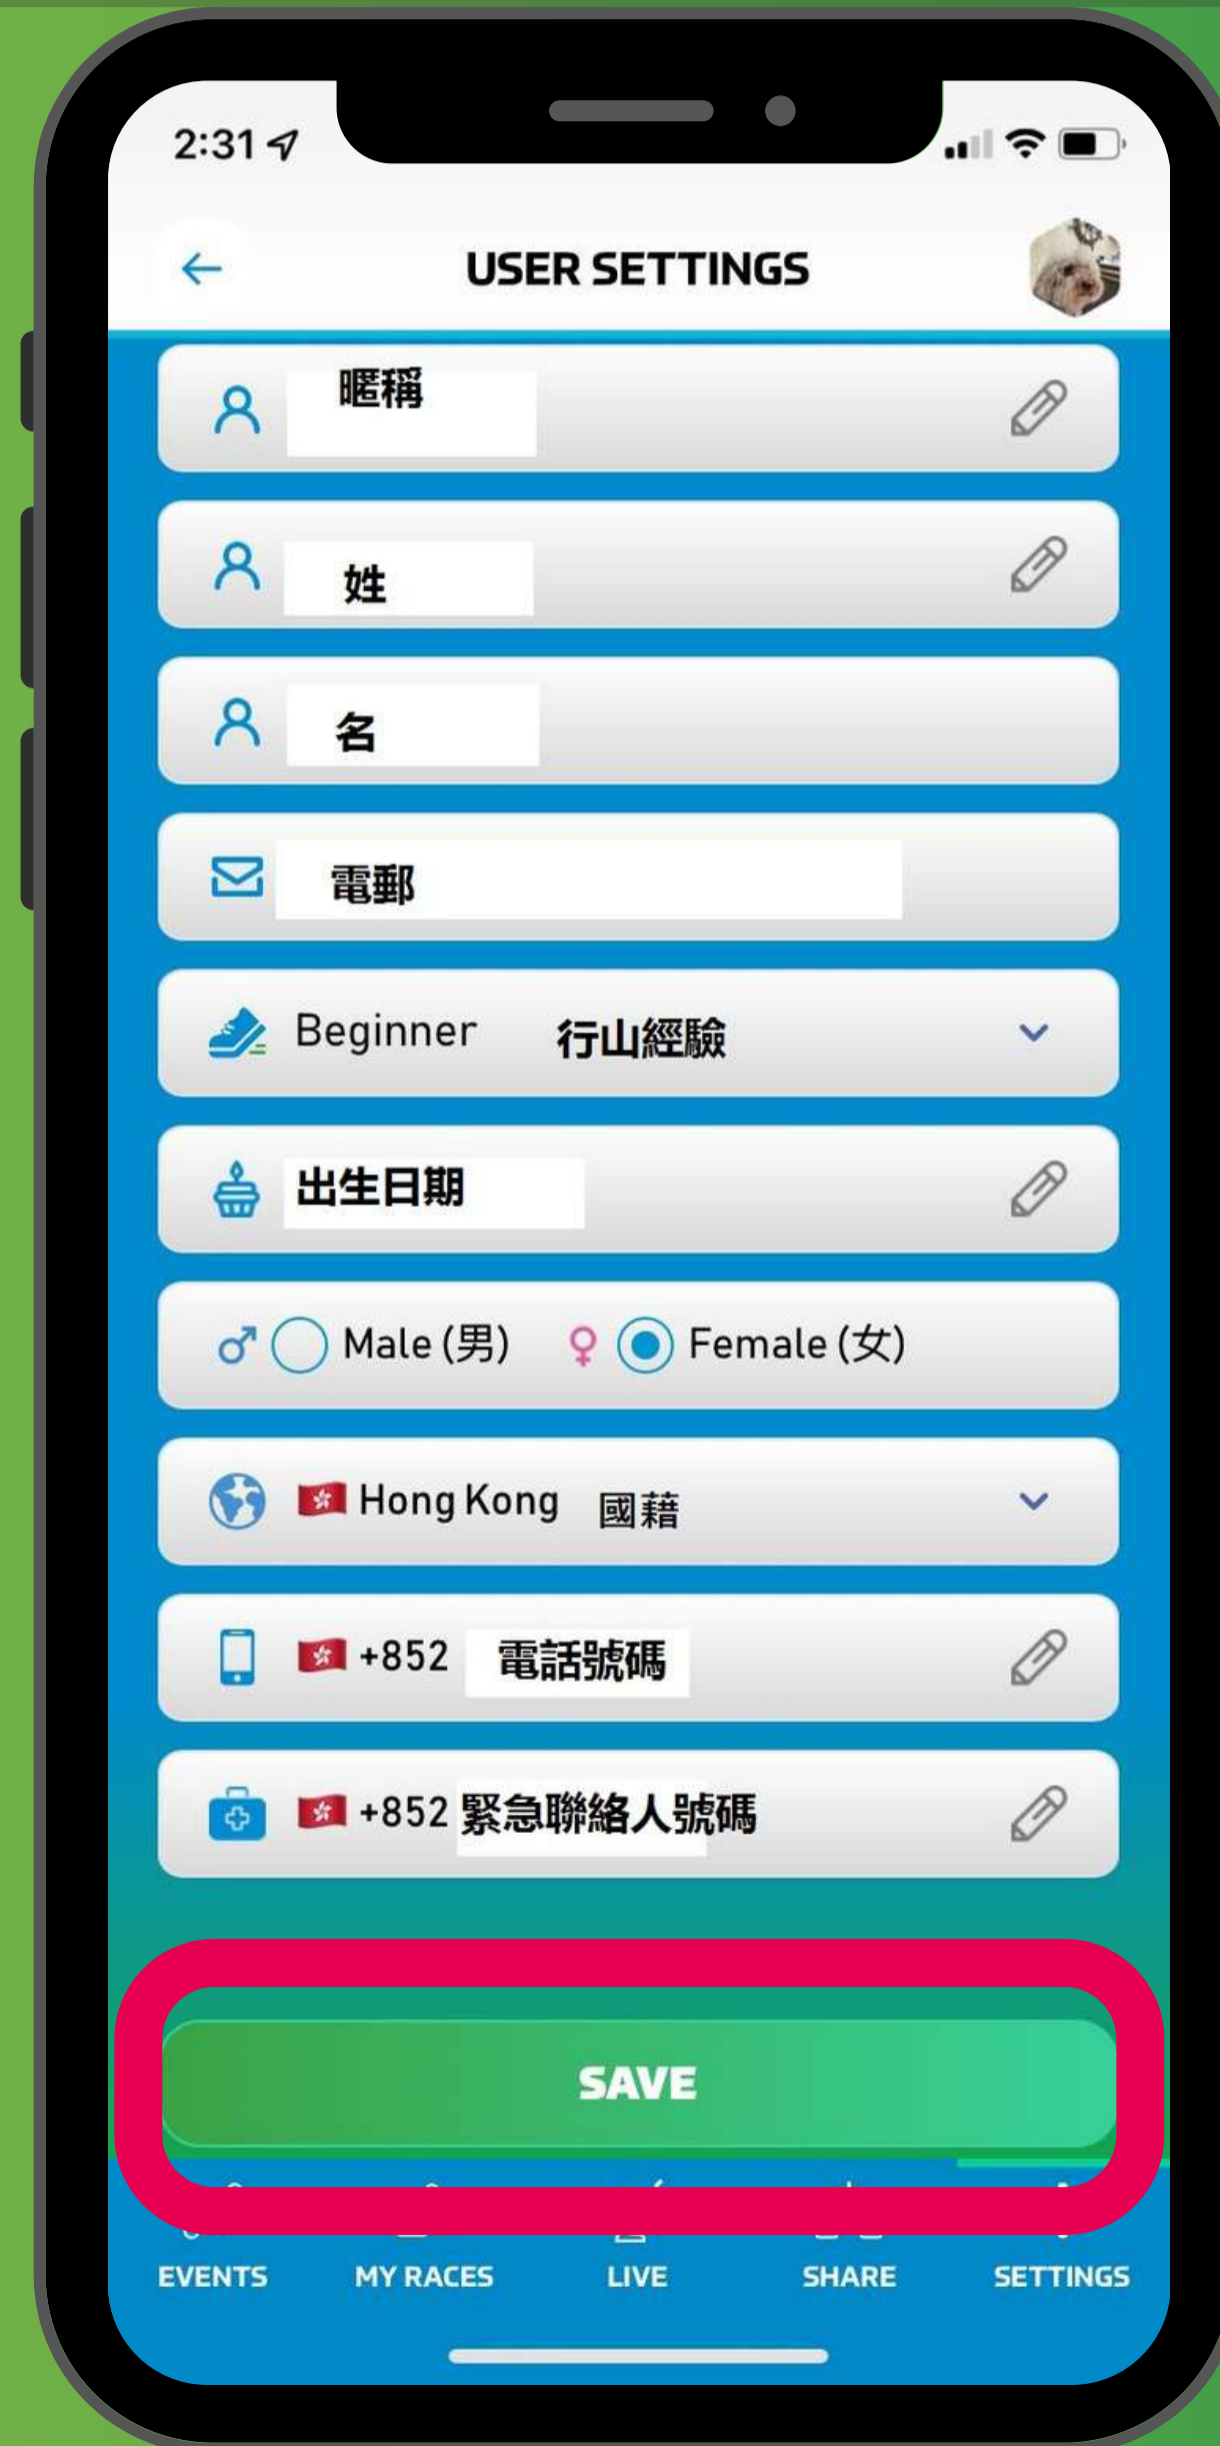 2:31
USER SETTINGS
暱稱
姓
名
電郵
Beginner 行山經驗
出生日期
Male (男) Female (女)
Hong Kong 國藉
+852 電話號碼
+852 緊急聯絡人號碼
SAVE
EVENTS MY RACES LIVE SHARE SETTINGS